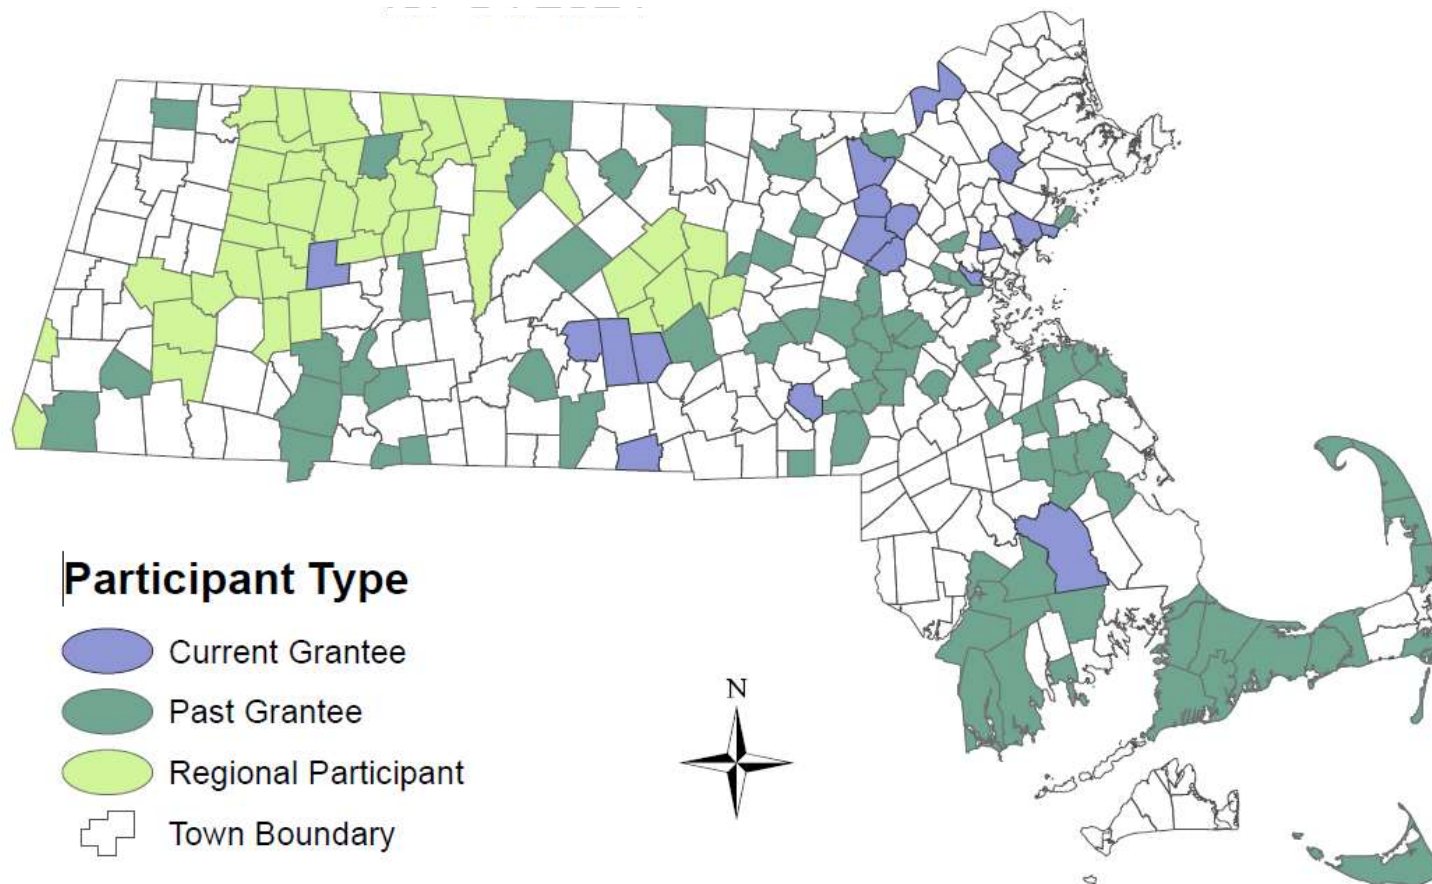 Participant Type
Current Grantee
Past Grantee
Regional Participant
Town Boundary
N